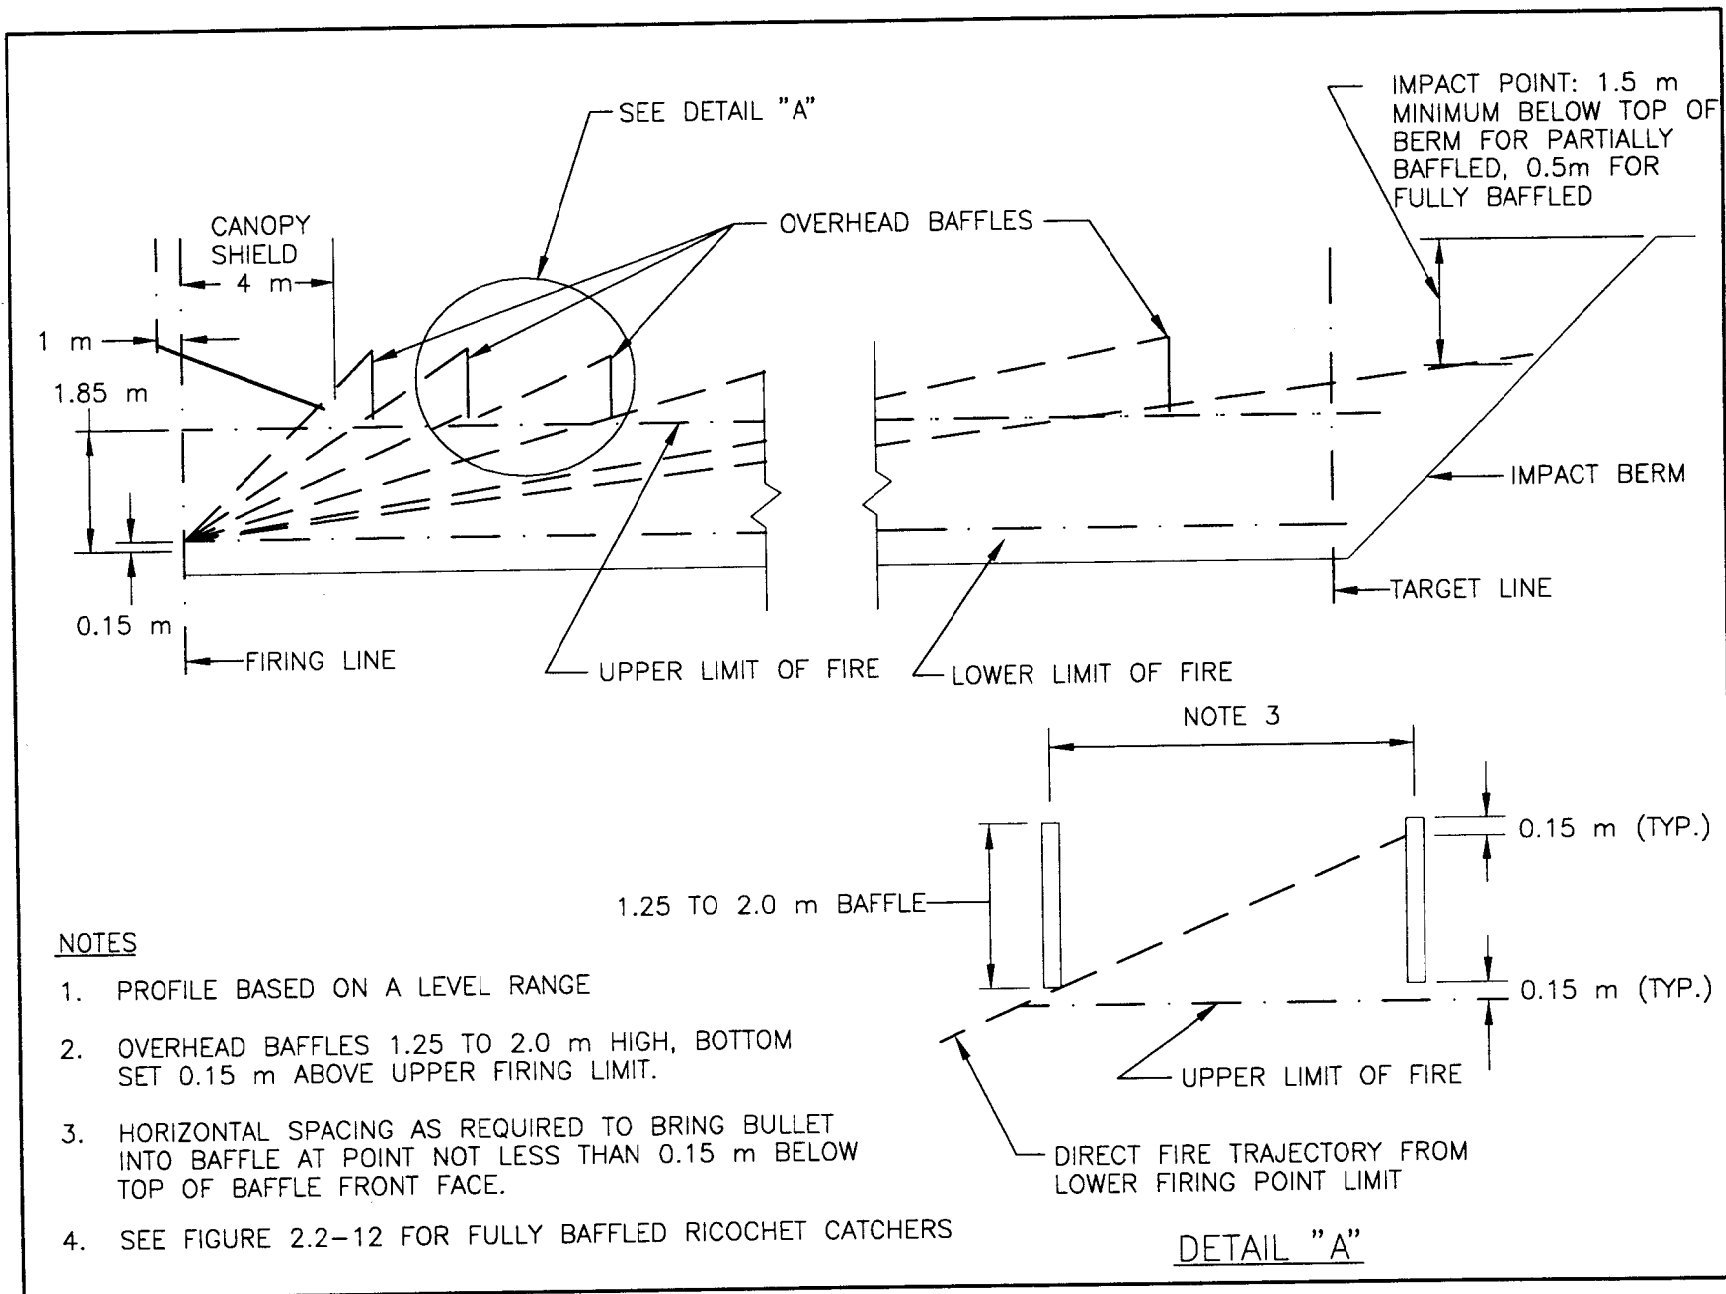 SEE DETAIL "A"
IMPACT POINT: 1.5 m
MINIMUM BELOW TOP OF
BERM FOR PARTIALLY
BAFFLED, 0.5m FOR
FULLY BAFFLED
CANOPY
SHIELD
4 m
OVERHEAD BAFFLES
1 m
1.85 m
IMPACT BERM
TARGET LINE
0.15 m
FIRING LINE
UPPER LIMIT OF FIRE
LOWER LIMIT OF FIRE
NOTE 3
0.15 m (TYP.)
1.25 TO 2.0 m BAFFLE
0.15 m (TYP.)
UPPER LIMIT OF FIRE
DIRECT FIRE TRAJECTORY FROM
LOWER FIRING POINT LIMIT
DETAIL "A"
NOTES
1. PROFILE BASED ON A LEVEL RANGE
2. OVERHEAD BAFFLES 1.25 TO 2.0 m HIGH, BOTTOM
SET 0.15 m ABOVE UPPER FIRING LIMIT.
3. HORIZONTAL SPACING AS REQUIRED TO BRING BULLET
INTO BAFFLE AT POINT NOT LESS THAN 0.15 m BELOW
TOP OF BAFFLE FRONT FACE.
4. SEE FIGURE 2.2-12 FOR FULLY BAFFLED RICOCHET CATCHERS